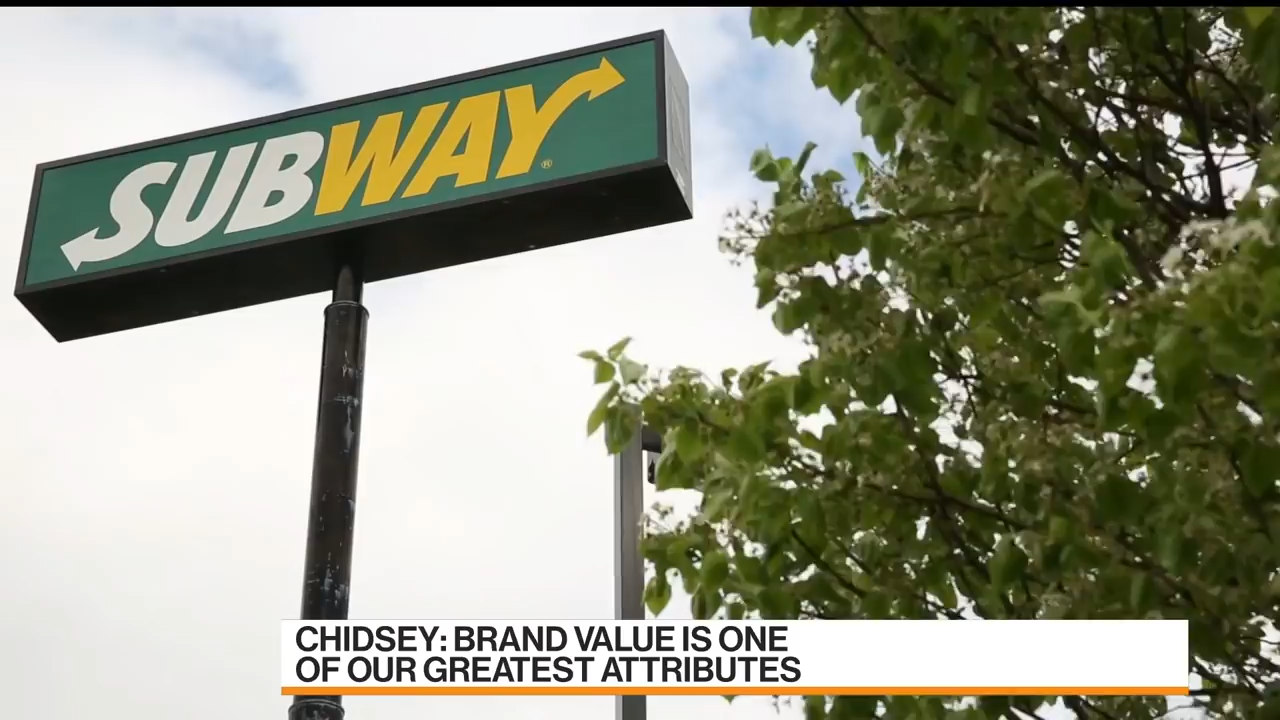 SUBWAY®
CHIDSEY: BRAND VALUE IS ONE
OF OUR GREATEST ATTRIBUTES